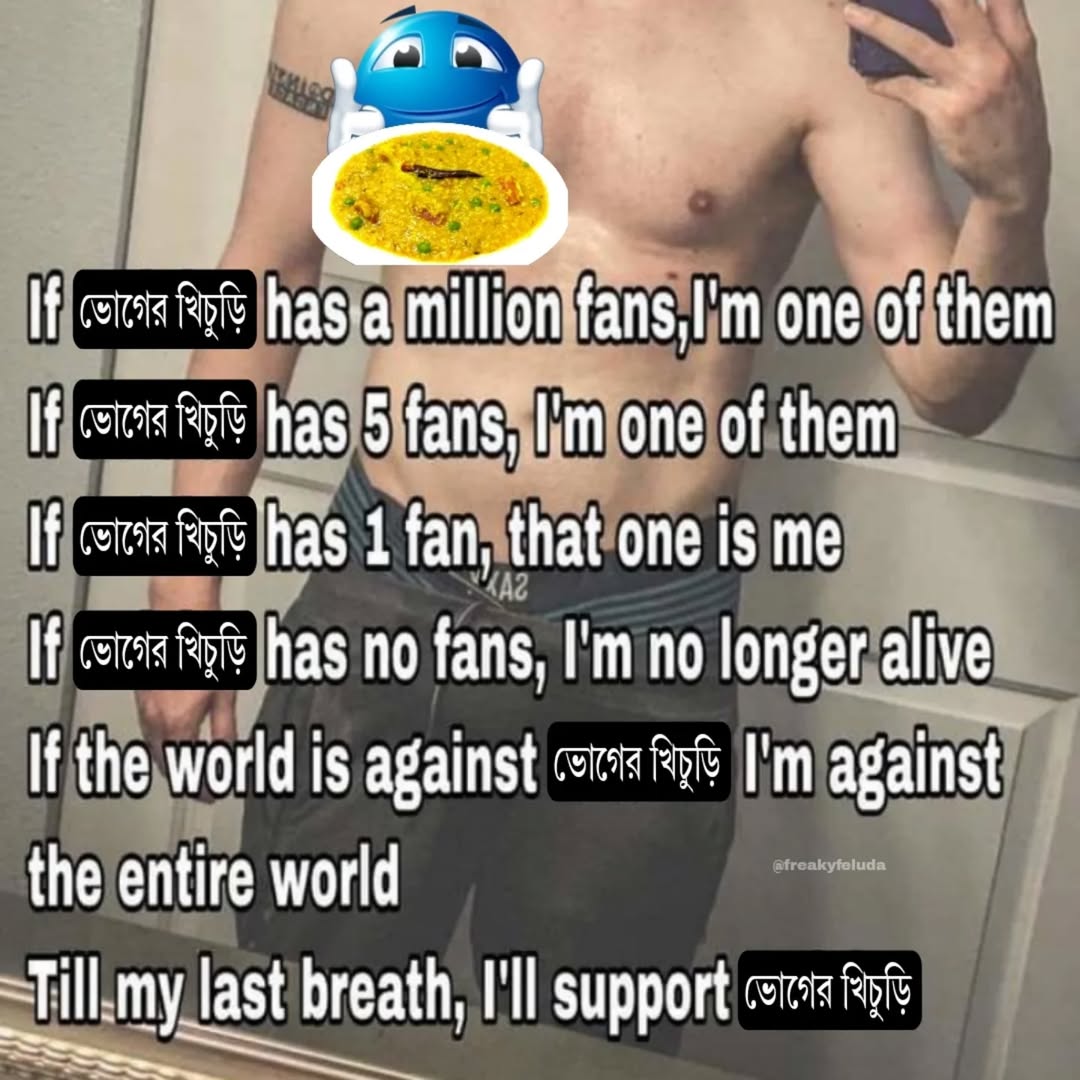 If ভোগের খিচুড়ি has a million fans,I'm one of them
If ভোগের খিচুড়ি has 5 fans, I'm one of them
If ভোগের খিচুড়ি has 1 fan, that one is me
SAXX
If ভোগের খিচুড়ি has no fans, I'm no longer alive
If the world is against ভোগের খিচুড়ি I'm against
the entire world
@freakyfeluda
Till my last breath, I'll support ভোগের খিচুড়ি